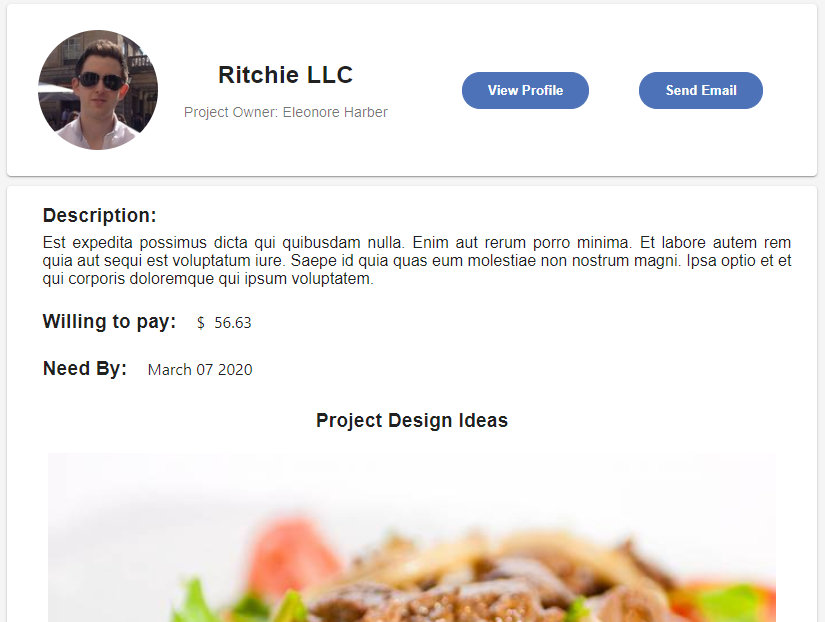 Ritchie LLC
Project Owner: Eleonore Harber
View Profile
Send Email
Description:
Est expedita possimus dicta qui quibusdam nulla. Enim aut rerum porro minima. Et labore autem rem
quia aut sequi est voluptatum iure. Saepe id quia quas eum molestiae non nostrum magni. Ipsa optio et et
qui corporis doloremque qui ipsum voluptatem.
Willing to pay: $ 56.63
Need By: March 07 2020
Project Design Ideas